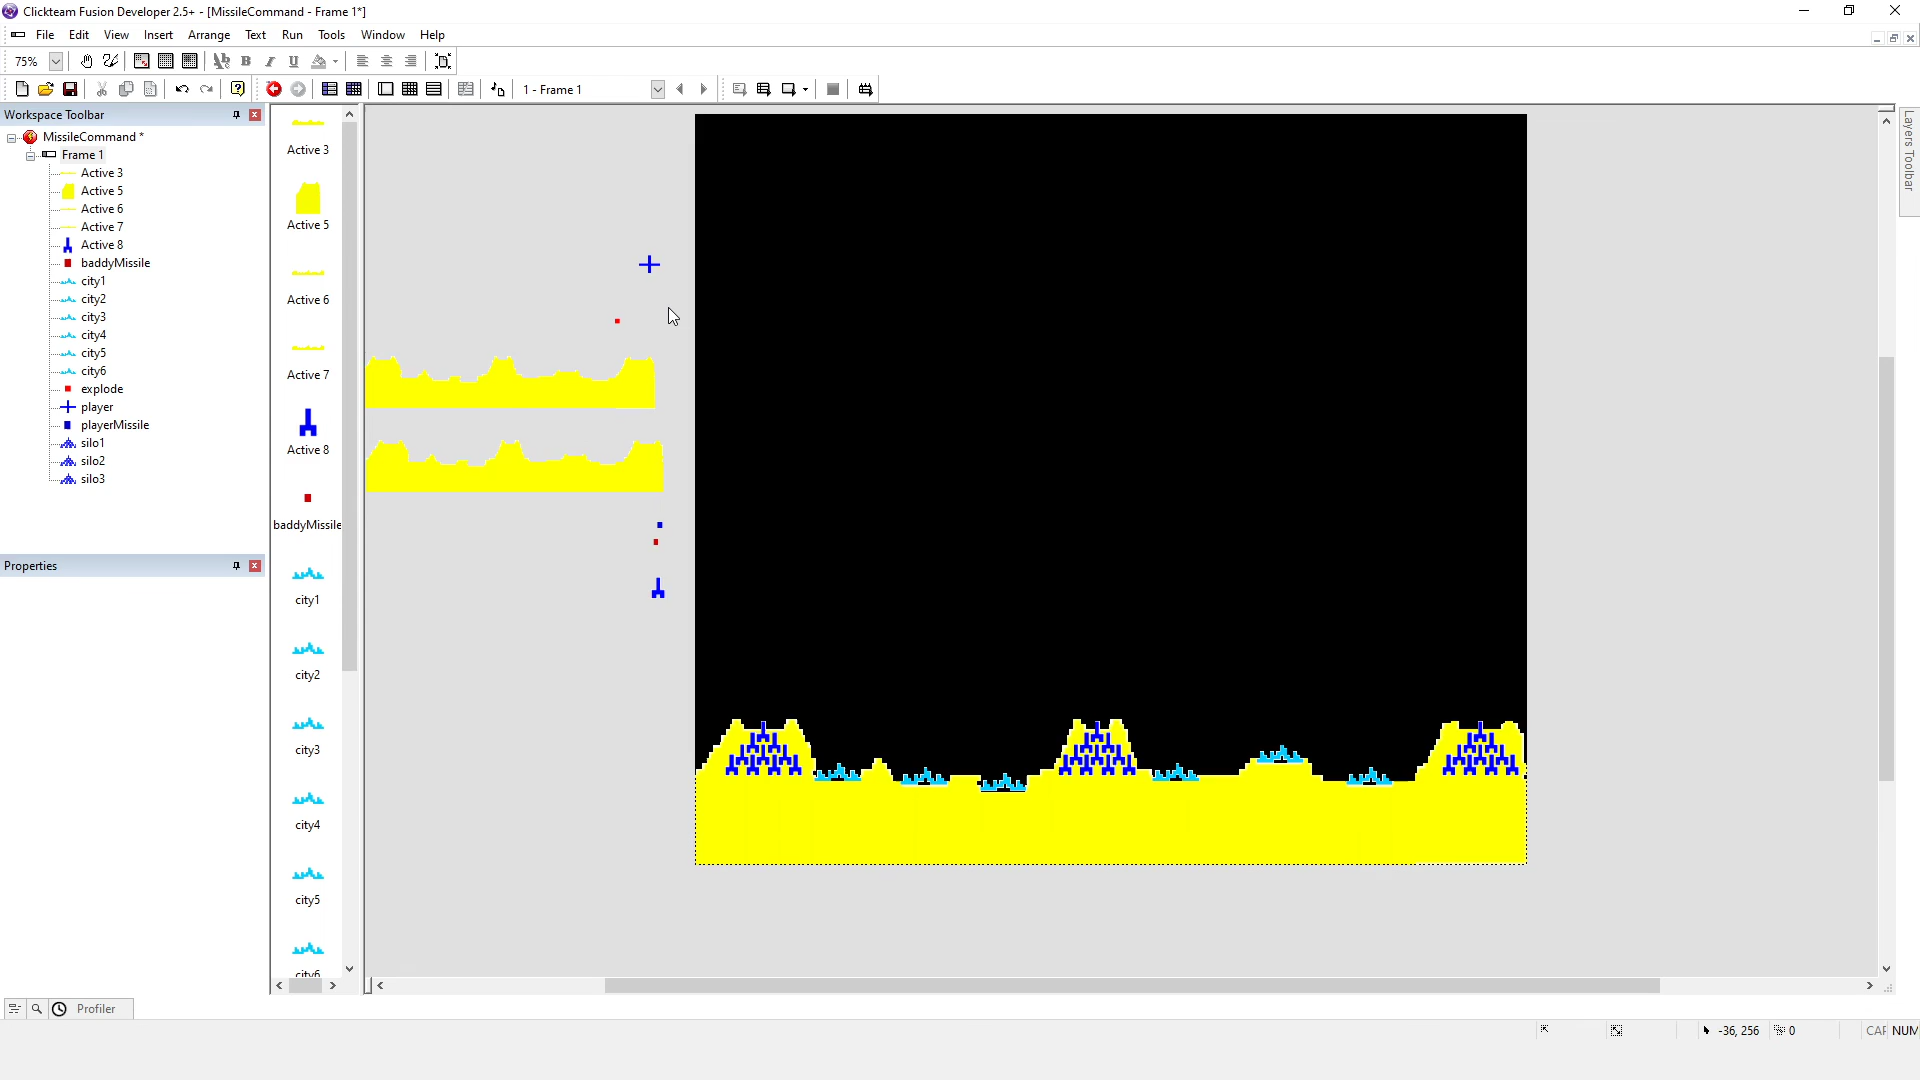 Clickteam Fusion Developer 2.5+ - [MissileCommand - Frame 1*]
File Edit View Insert Arrange Text Run Tools Window Help
75%
1 - Frame 1
Workspace Toolbar
MissileCommand *
Frame 1
Active 3
Active 5
Active 6
Active 7
Active 8
baddyMissile
city1
city2
city3
city4
city5
city6
explode
player
playerMissile
silo1
silo2
silo3
Properties
Active 3
Active 5
Active 6
Active 7
Active 8
baddyMissile
city1
city2
city3
city4
city5
city6
Layers Toolbar
Profiler
-36, 256 0 CAP NUM